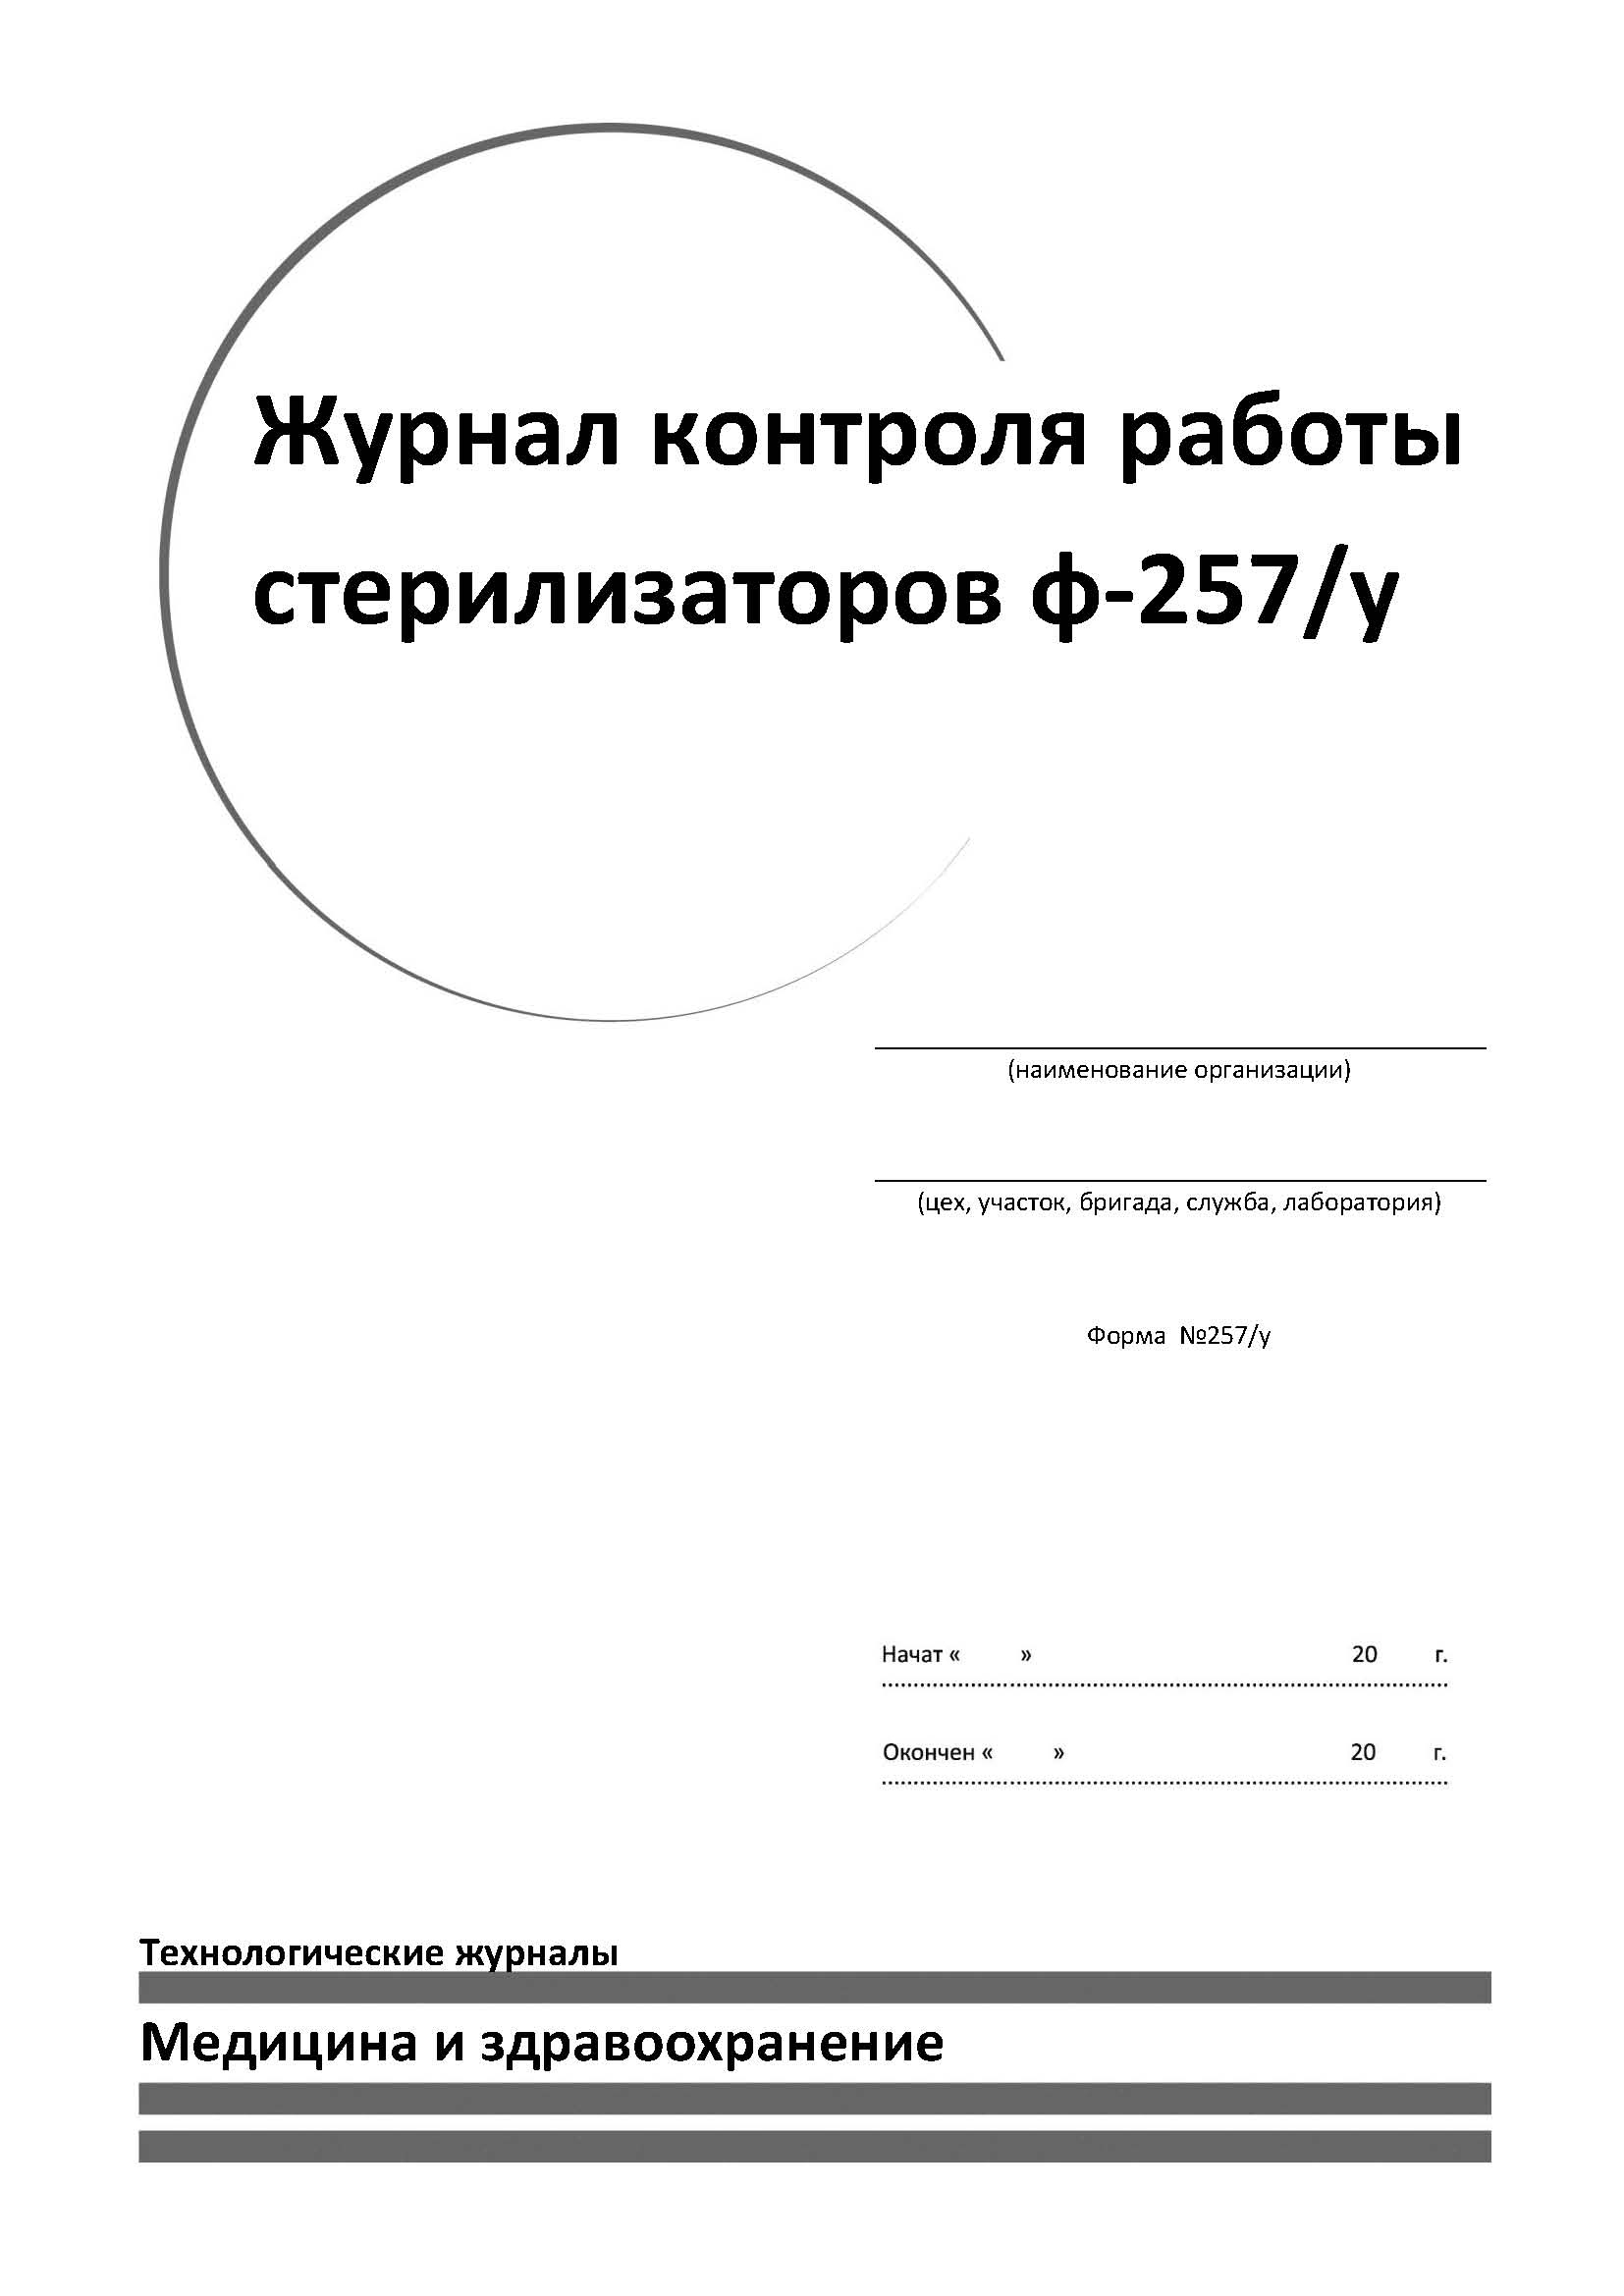 Журнал контроля работы
стерилизаторов ф-257/у
(наименование организации)
(цех, участок, бригада, служба, лаборатория)
Форма №257/у
Начат « » 20 г.
Окончен « » 20 г.
Технологические журналы
Медицина и здравоохранение